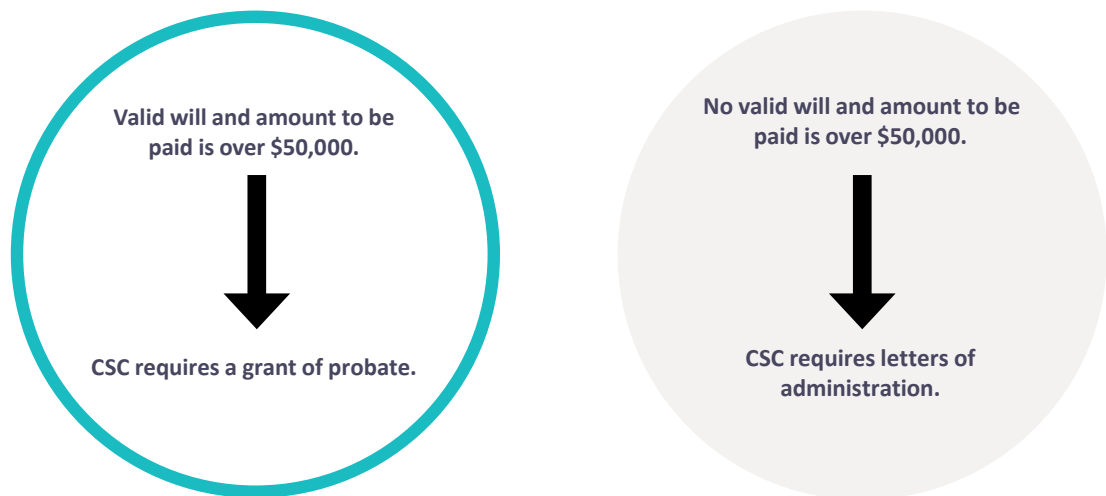 Valid will and amount to be
paid is over $50,000.
CSC requires a grant of probate.
No valid will and amount to be
paid is over $50,000.
CSC requires letters of
administration.